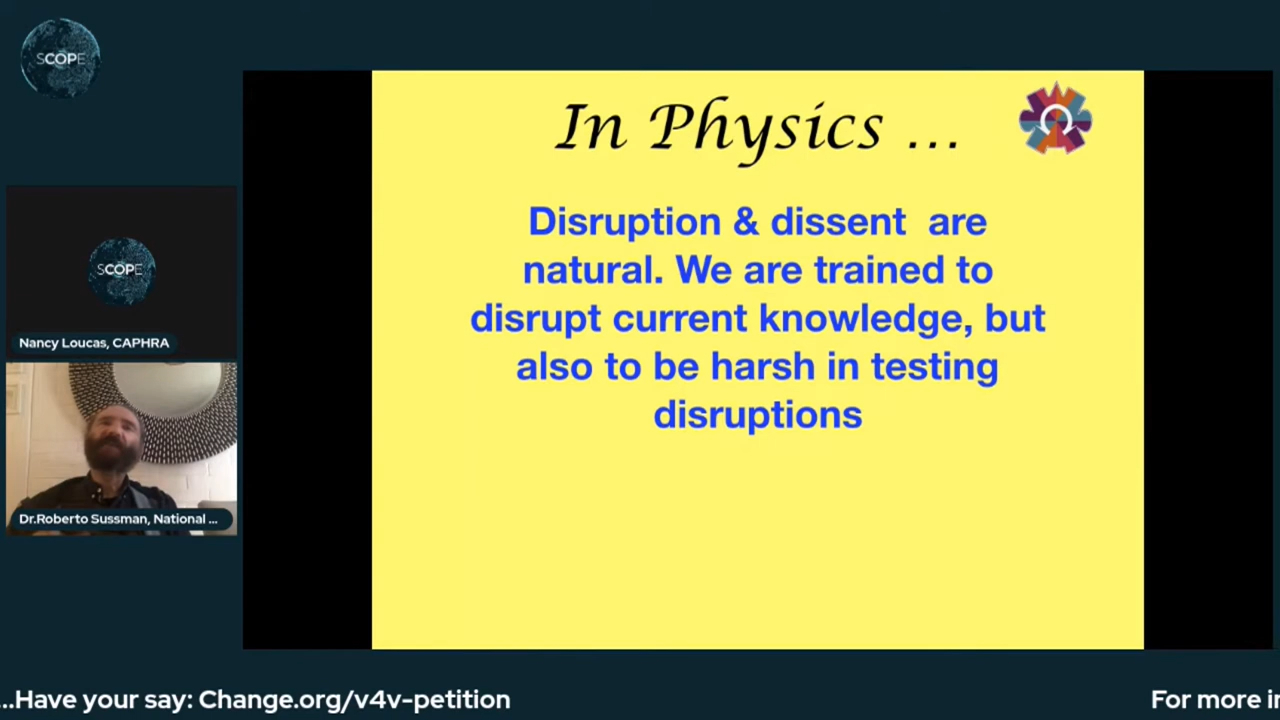 SCOPE
In Physics ...
Disruption & dissent are
natural. We are trained to
disrupt current knowledge, but
also to be harsh in testing
disruptions
SCOPE
Nancy Loucas, CAPHRA
Dr.Roberto Sussman, National ...
...Have your say: Change.org/v4v-petition
For more in